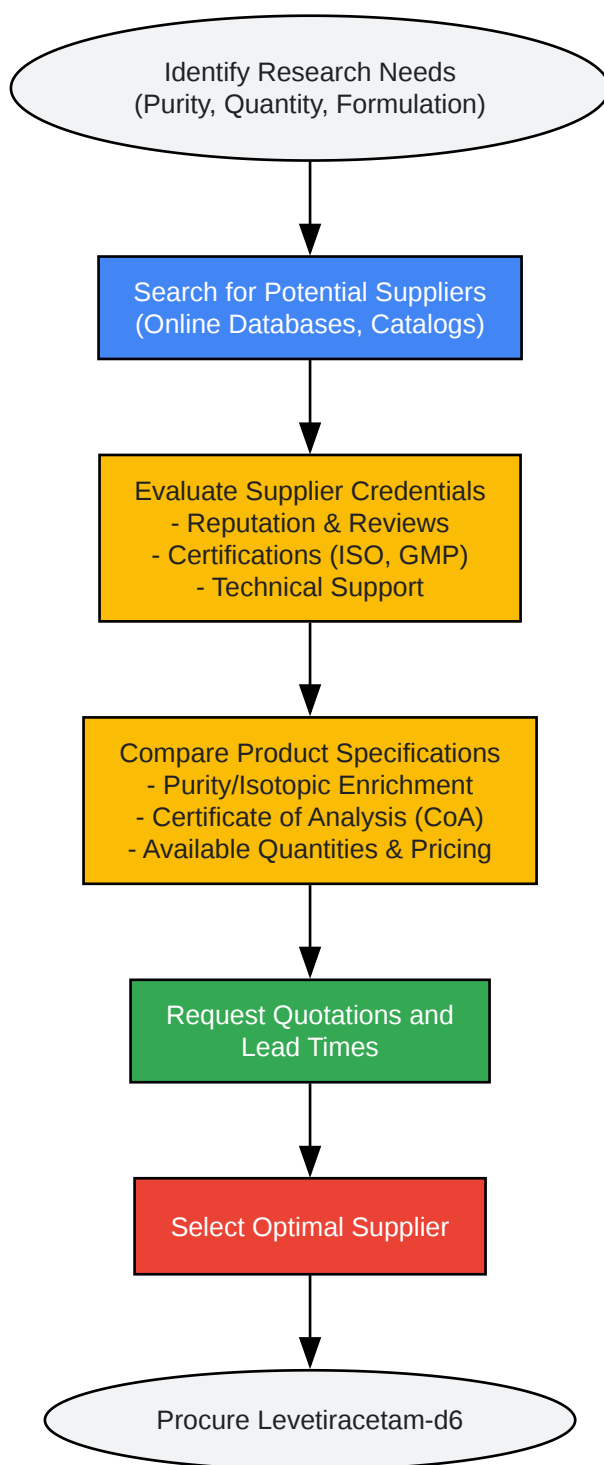 Identify Research Needs
(Purity, Quantity, Formulation)
Search for Potential Suppliers
(Online Databases, Catalogs)
Evaluate Supplier Credentials
- Reputation & Reviews
- Certifications (ISO, GMP)
- Technical Support
Compare Product Specifications
- Purity/Isotopic Enrichment
- Certificate of Analysis (CoA)
- Available Quantities & Pricing
Request Quotations and
Lead Times
Select Optimal Supplier
Procure Levetiracetam-d6